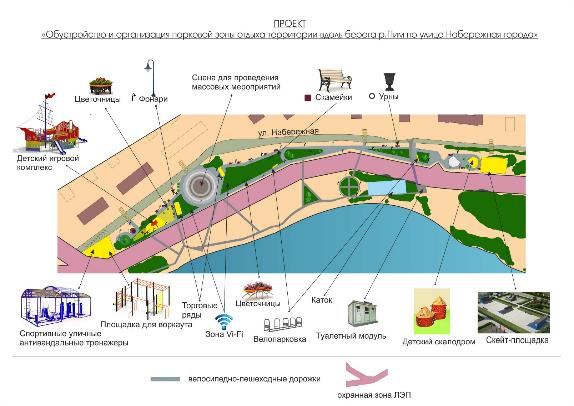 ПРОЕКТ
«Обустройство и организация парковой зоны отдыха территории вдоль берега р.Пим по улице Набережная города»
Сцена для проведения
массовых мероприятий
Цветочницы
Фонари
Скамейки
Урны
ул. Набережная
Детский игровой
комплекс
Спортивные уличные
антивандальные тренажеры
Площадка для воркаута
Торговые
ряды
Зона Vi-Fi
Цветочницы
Велопарковка
Каток
Туалетный модуль
Детский скалодром
Скейт-площадка
велосипедно-пешеходные дорожки
охранная зона ЛЭП